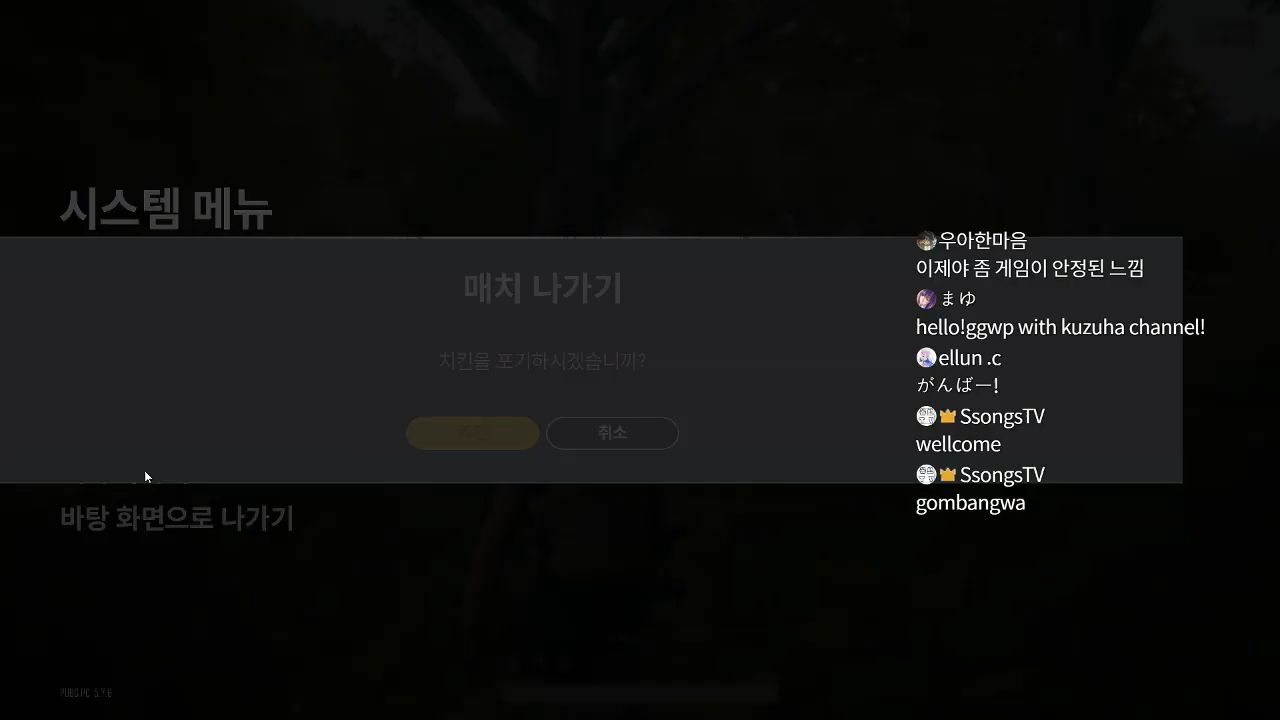 시스템 메뉴
매치 나가기
치킨을 포기하시겠습니까?
취소
바탕 화면으로 나가기
우아한마음
이제야 좀 게임이 안정된 느낌
まゆ
hello!ggwp with kuzuha channel!
ellun .c
がんばー!
SsongsTV
wellcome
SsongsTV
gombangwa